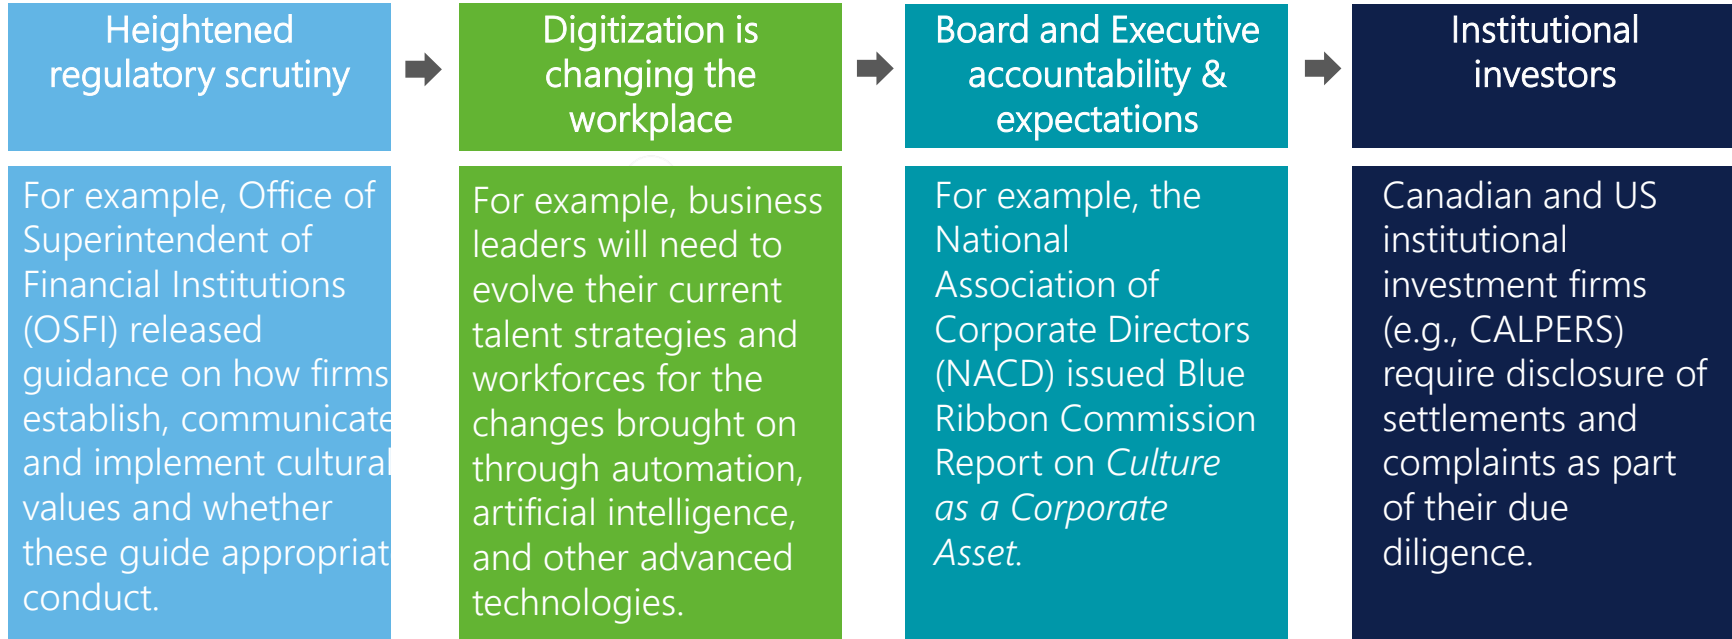 Heightened
regulatory scrutiny
For example, Office of
Superintendent of
Financial Institutions
(OSFI) released
guidance on how firms
establish, communicate
and implement cultural
values and whether
these guide appropriat
conduct.
Digitization is
changing the
workplace
For example, business
leaders will need to
evolve their current
talent strategies and
workforces for the
changes brought on
through automation,
artificial intelligence,
and other advanced
technologies.
Board and Executive
accountability &
expectations
For example, the
National
Association of
Corporate Directors
(NACD) issued Blue
Ribbon Commission
Report on Culture
as a Corporate
Asset.
Institutional
investors
Canadian and US
institutional
investment firms
(e.g., CALPERS)
require disclosure of
settlements and
complaints as part
of their due
diligence.